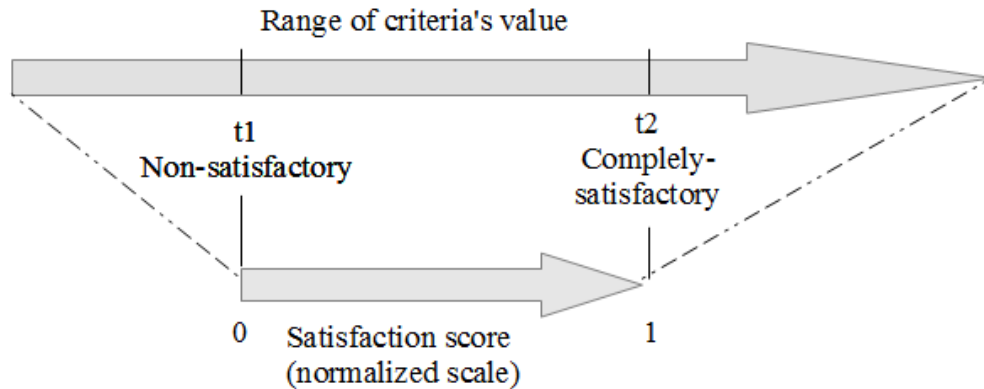 Range of criteria's value
t1
Non-satisfactory
t2
Complely-
satisfactory
0
Satisfaction score
(normalized scale)
1